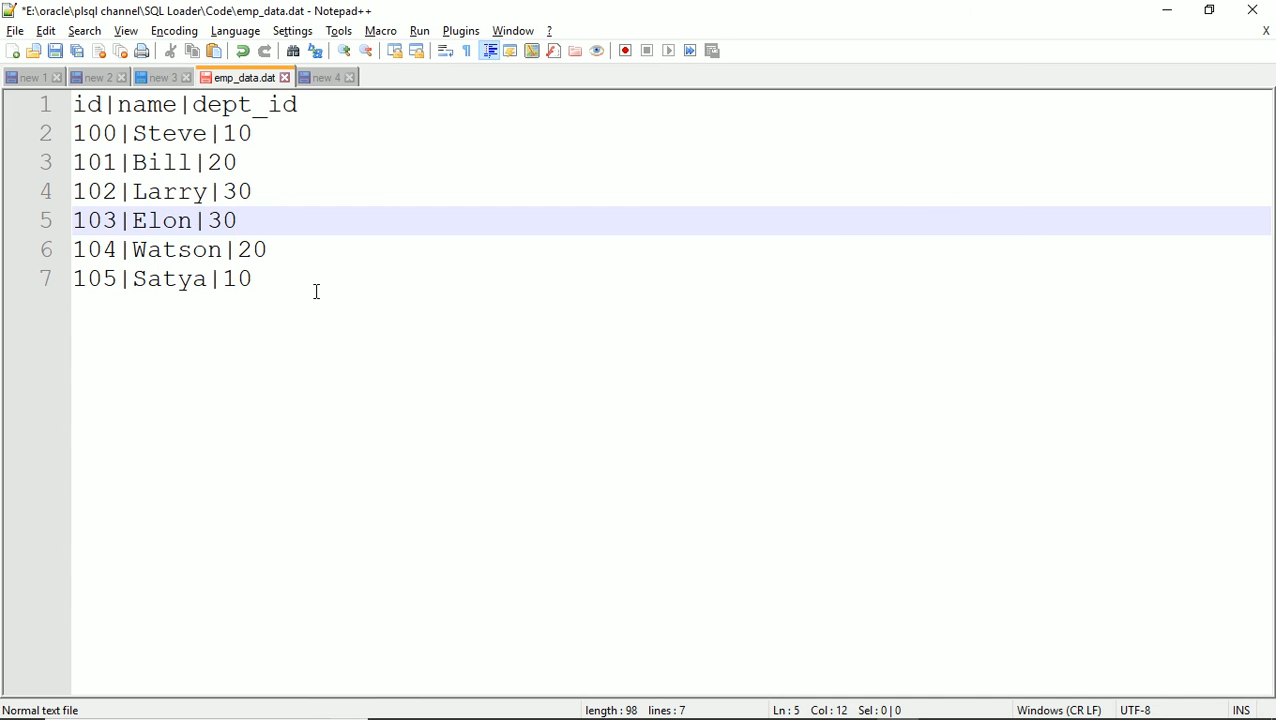 *E:\oracle\plsql channel\SQL Loader\Code\emp_data.dat - Notepad++
File Edit Search View Encoding Language Settings Tools Macro Run Plugins Window ? X
new 1 new 2 new 3 emp_data.dat new 4
1 id|name|dept_id
2 100|Steve|10
3 101|Bill|20
4 102|Larry|30
5 103|Elon|30
6 104|Watson|20
7 105|Satya|10
Normal text file length : 98 lines : 7 Ln : 5 Col : 12 Sel : 0 | 0 Windows (CR LF) UTF-8 INS